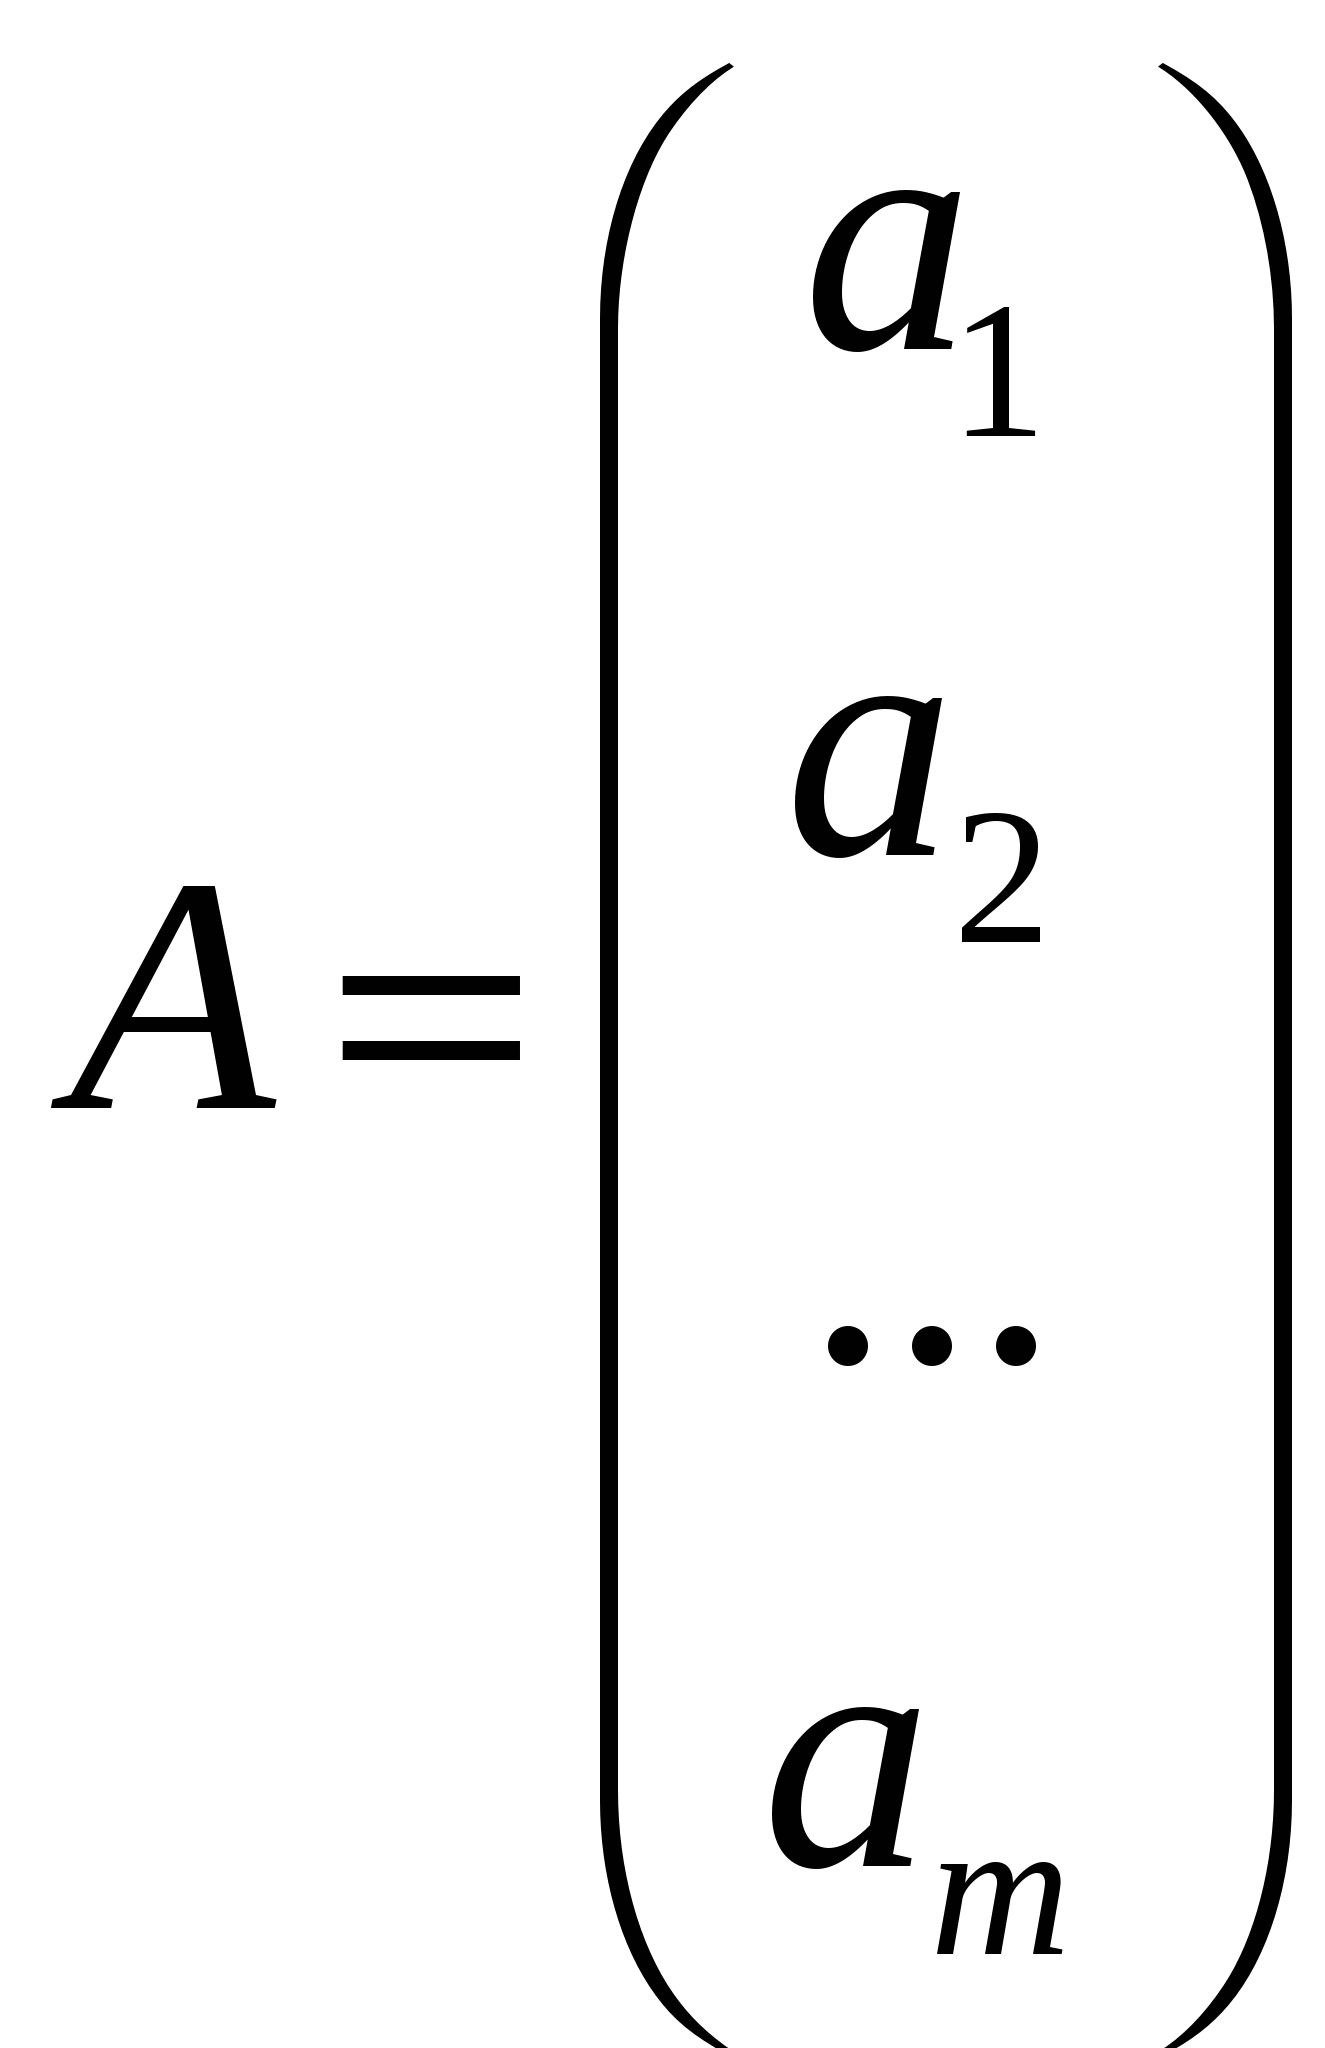 a₁
a₂
A =
...
aₘ